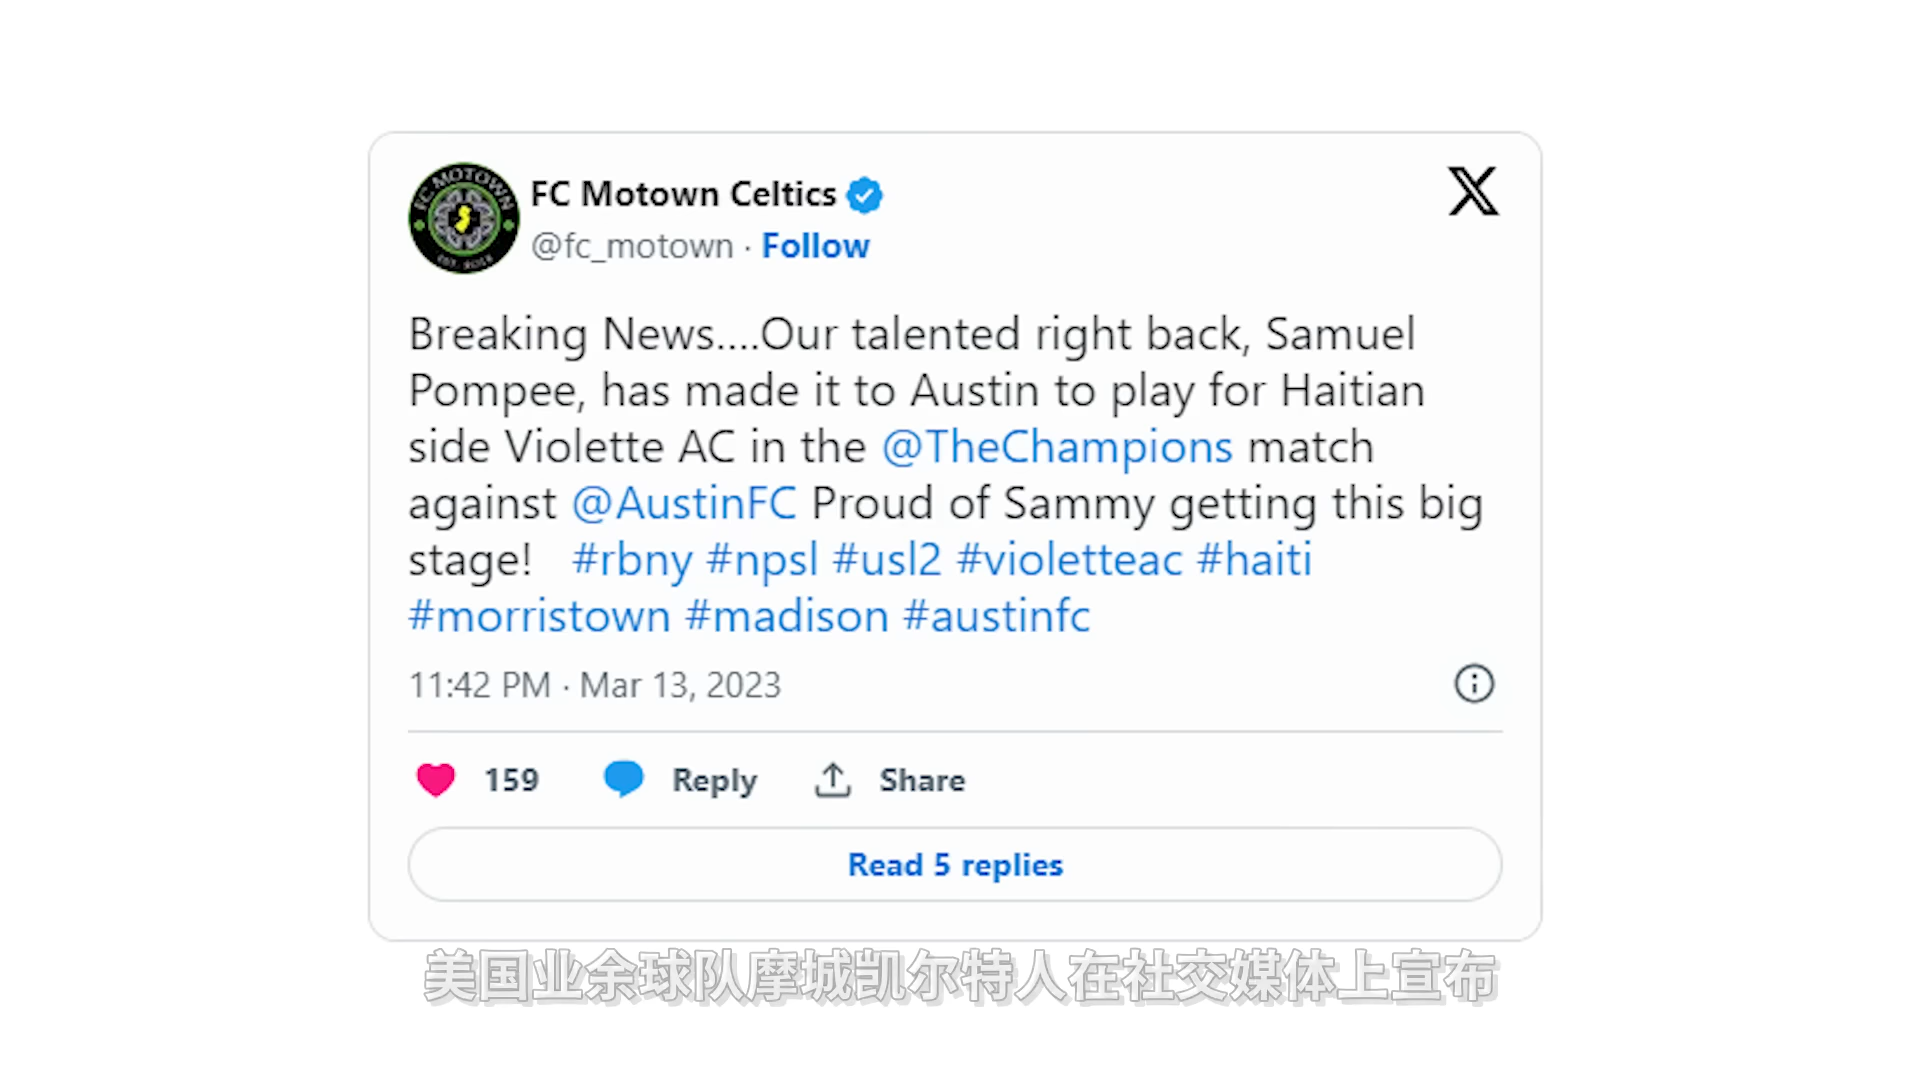 FC MOTOWN
FC Motown Celtics
@fc_motown · Follow
Breaking News....Our talented right back, Samuel
Pompee, has made it to Austin to play for Haitian
side Violette AC in the @TheChampions match
against @AustinFC Proud of Sammy getting this big
stage! #rbny #npsl #usl2 #violetteac #haiti
#morristown #madison #austinfc
11:42 PM · Mar 13, 2023
159 Reply Share
Read 5 replies
美国业余球队摩城凯尔特人在社交媒体上宣布